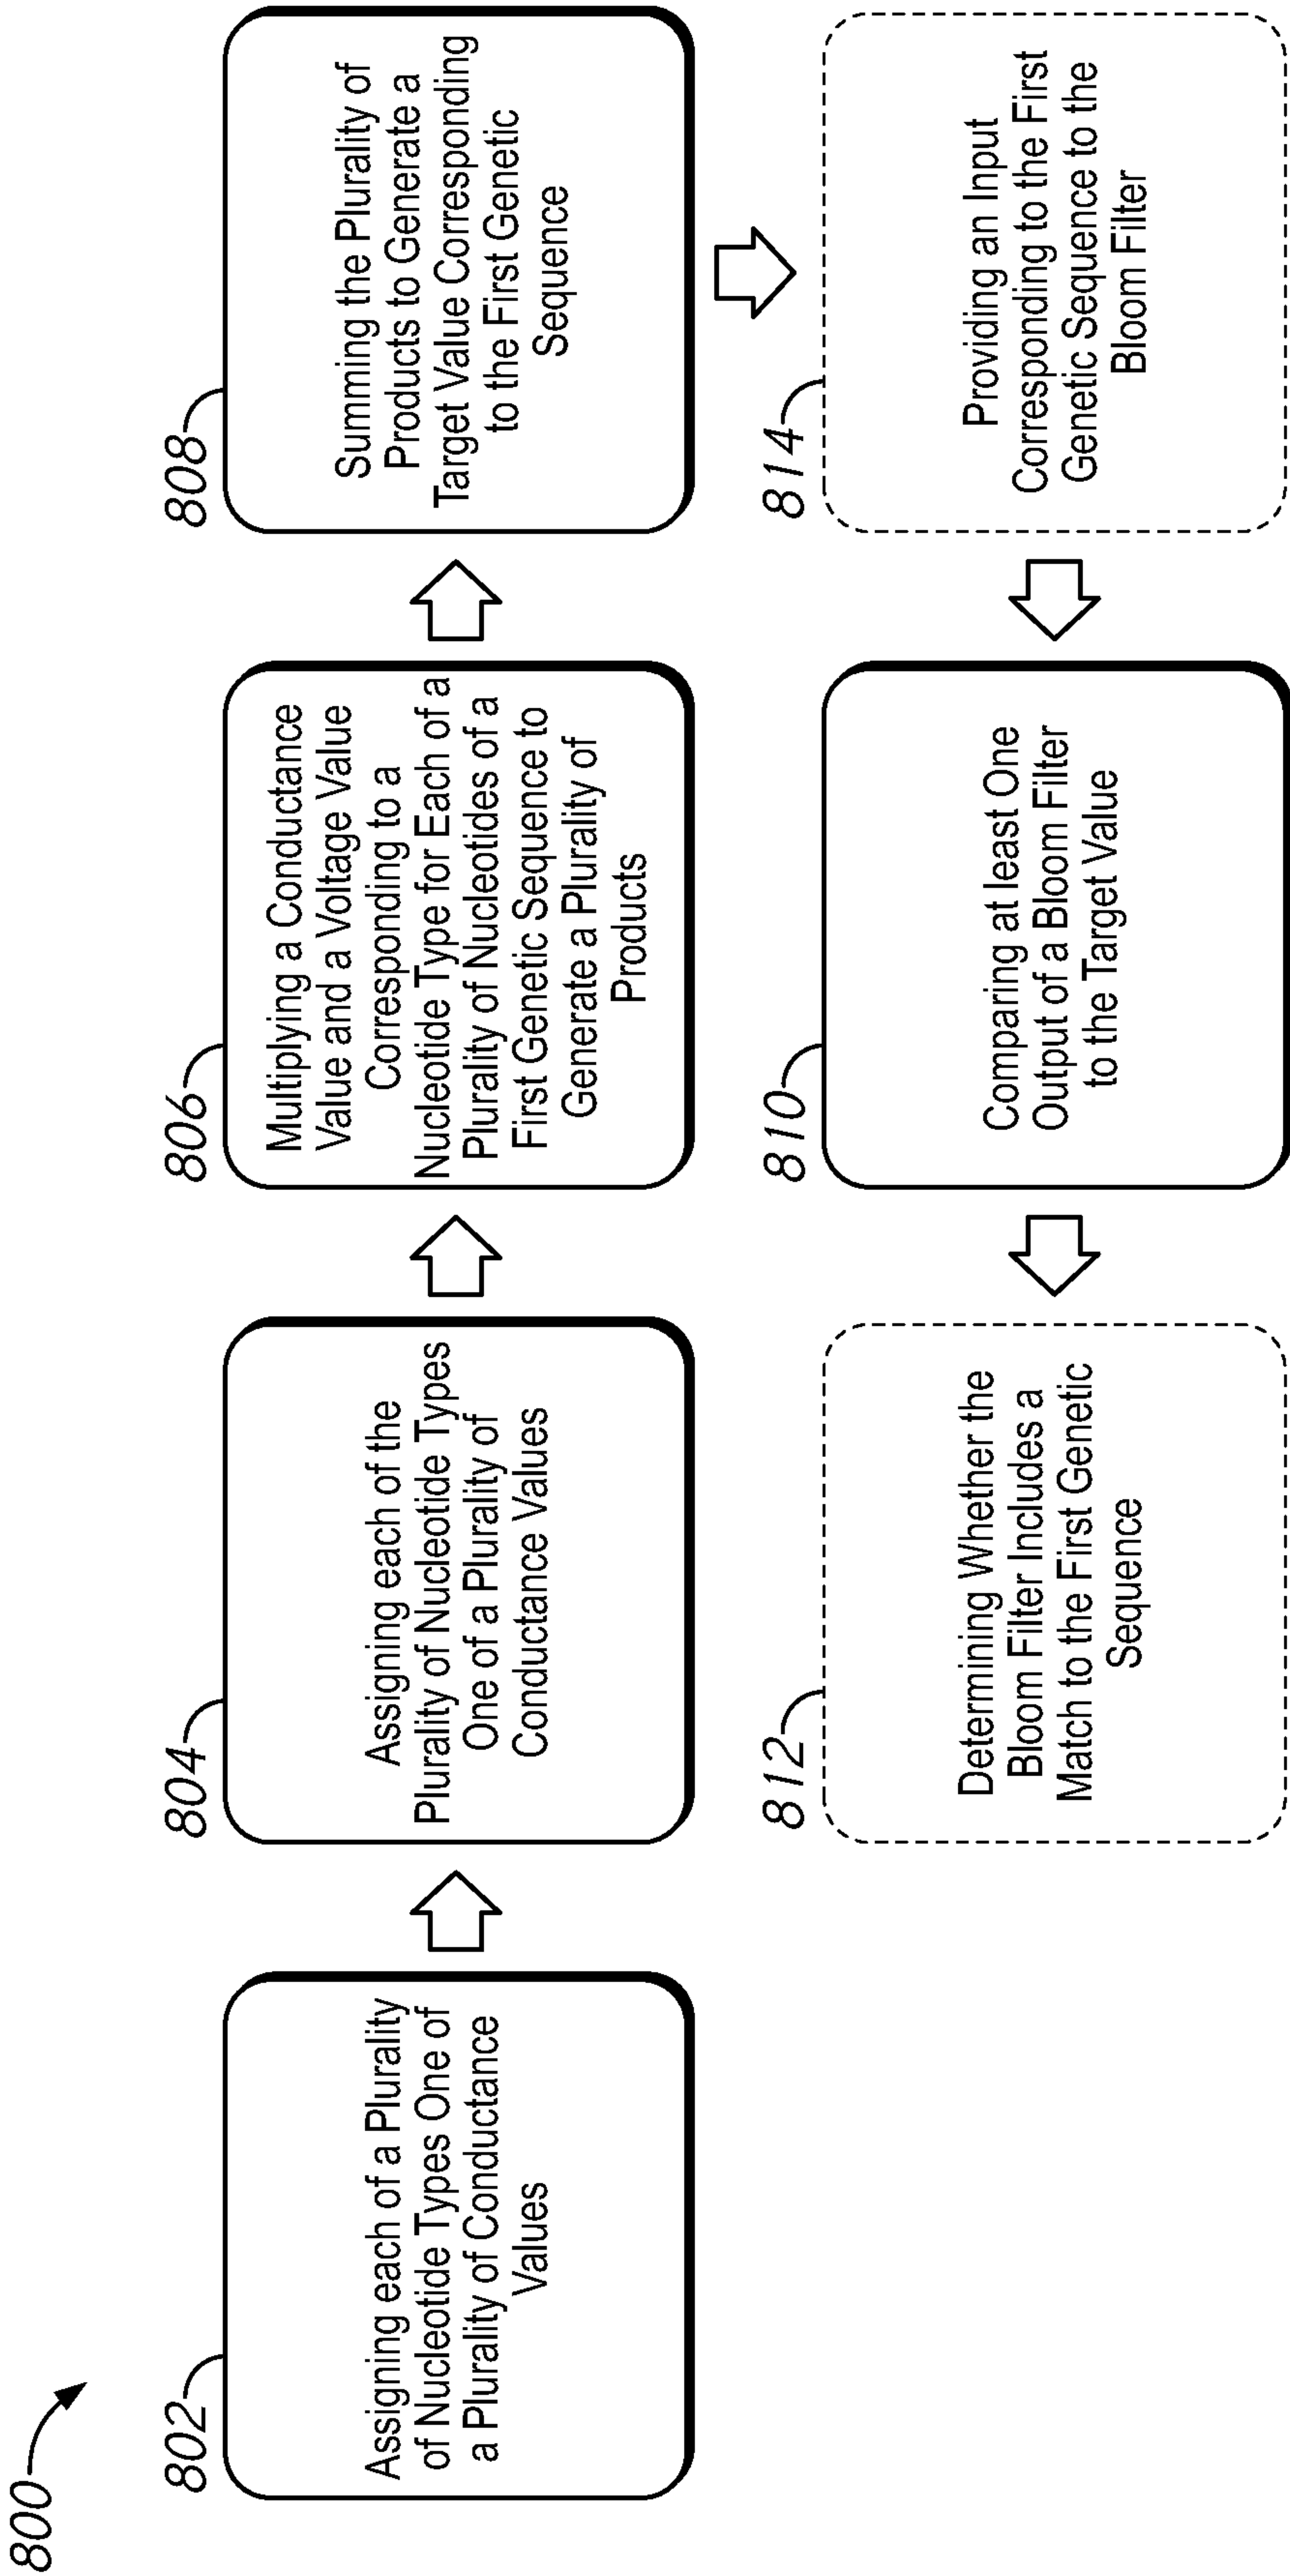 800
802
Assigning each of a Plurality
of Nucleotide Types One of
a Plurality of Conductance
Values
804
Assigning each of the
Plurality of Nucleotide Types
One of a Plurality of
Conductance Values
806
Multiplying a Conductance
Value and a Voltage Value
Corresponding to a
Nucleotide Type for Each of a
Plurality of Nucleotides of a
First Genetic Sequence to
Generate a Plurality of
Products
808
Summing the Plurality of
Products to Generate a
Target Value Corresponding
to the First Genetic
Sequence
814
Providing an Input
Corresponding to the First
Genetic Sequence to the
Bloom Filter
810
Comparing at least One
Output of a Bloom Filter
to the Target Value
812
Determining Whether the
Bloom Filter Includes a
Match to the First Genetic
Sequence